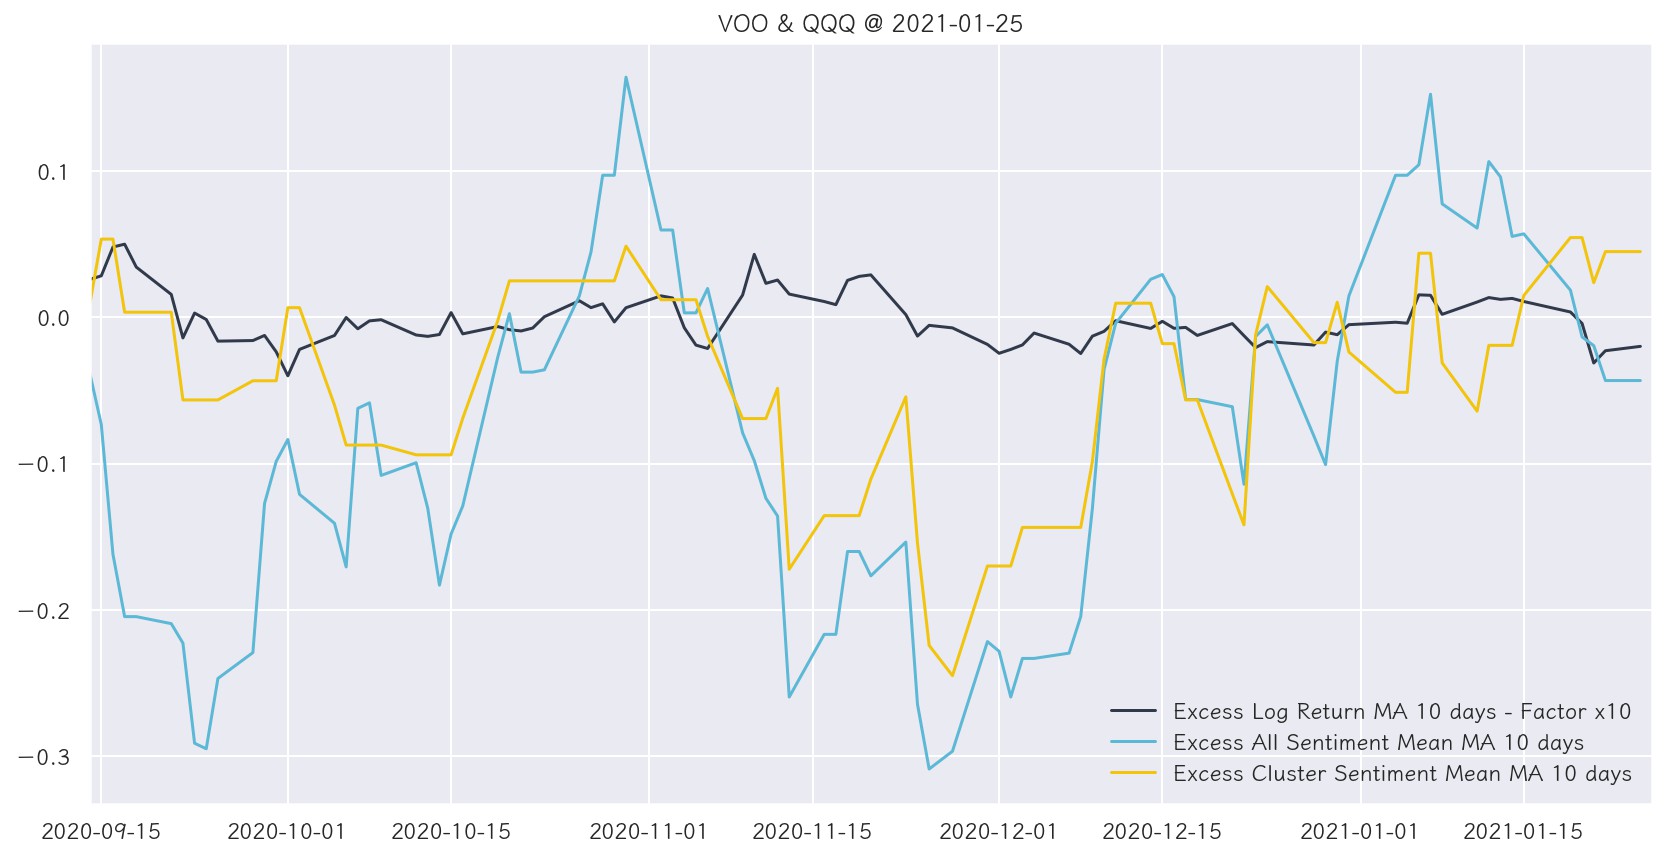 VOO & QQQ @ 2021-01-25
0.1
0.0
−0.1
−0.2
−0.3
Excess Log Return MA 10 days - Factor x10
Excess All Sentiment Mean MA 10 days
Excess Cluster Sentiment Mean MA 10 days
2020-09-15 2020-10-01 2020-10-15 2020-11-01 2020-11-15 2020-12-01 2020-12-15 2021-01-01 2021-01-15